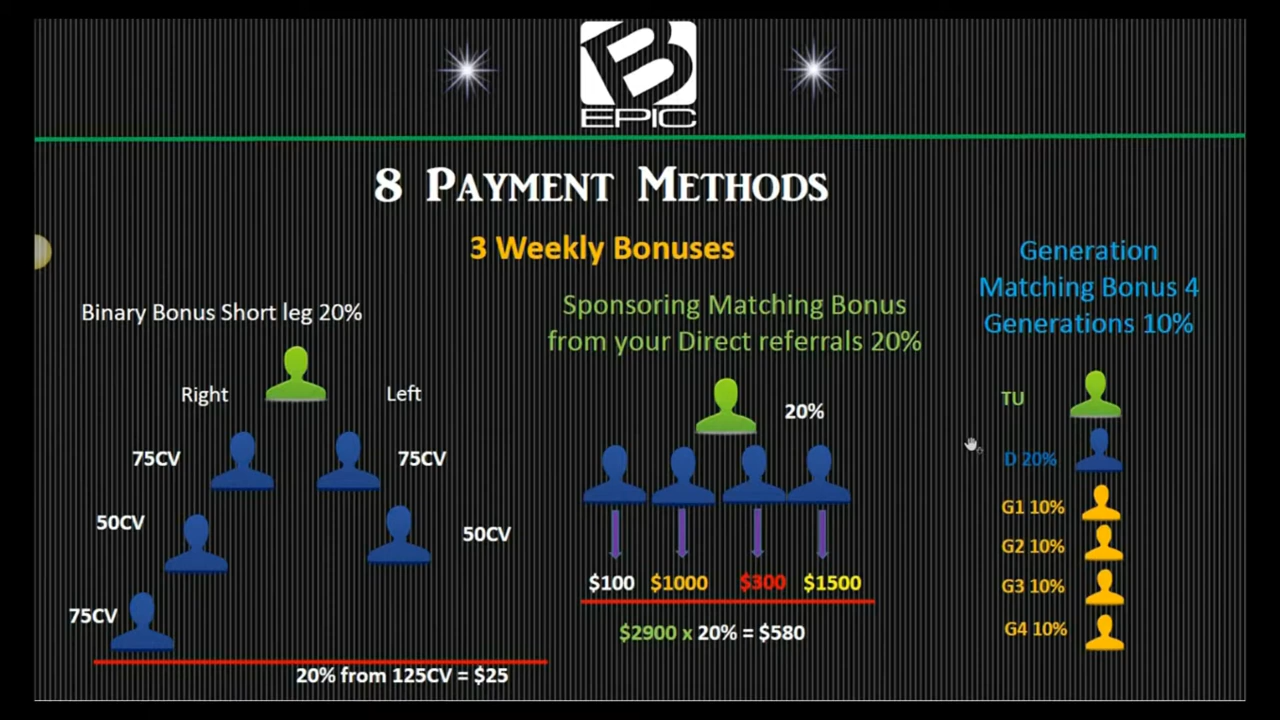 B
EPIC
8 Payment Methods
3 Weekly Bonuses
Binary Bonus Short leg 20%
Right
Left
75CV
75CV
50CV
50CV
75CV
20% from 125CV = $25
Sponsoring Matching Bonus
from your Direct referrals 20%
20%
$100 $1000 $300 $1500
$2900 x 20% = $580
Generation
Matching Bonus 4
Generations 10%
TU
D 20%
G1 10%
G2 10%
G3 10%
G4 10%